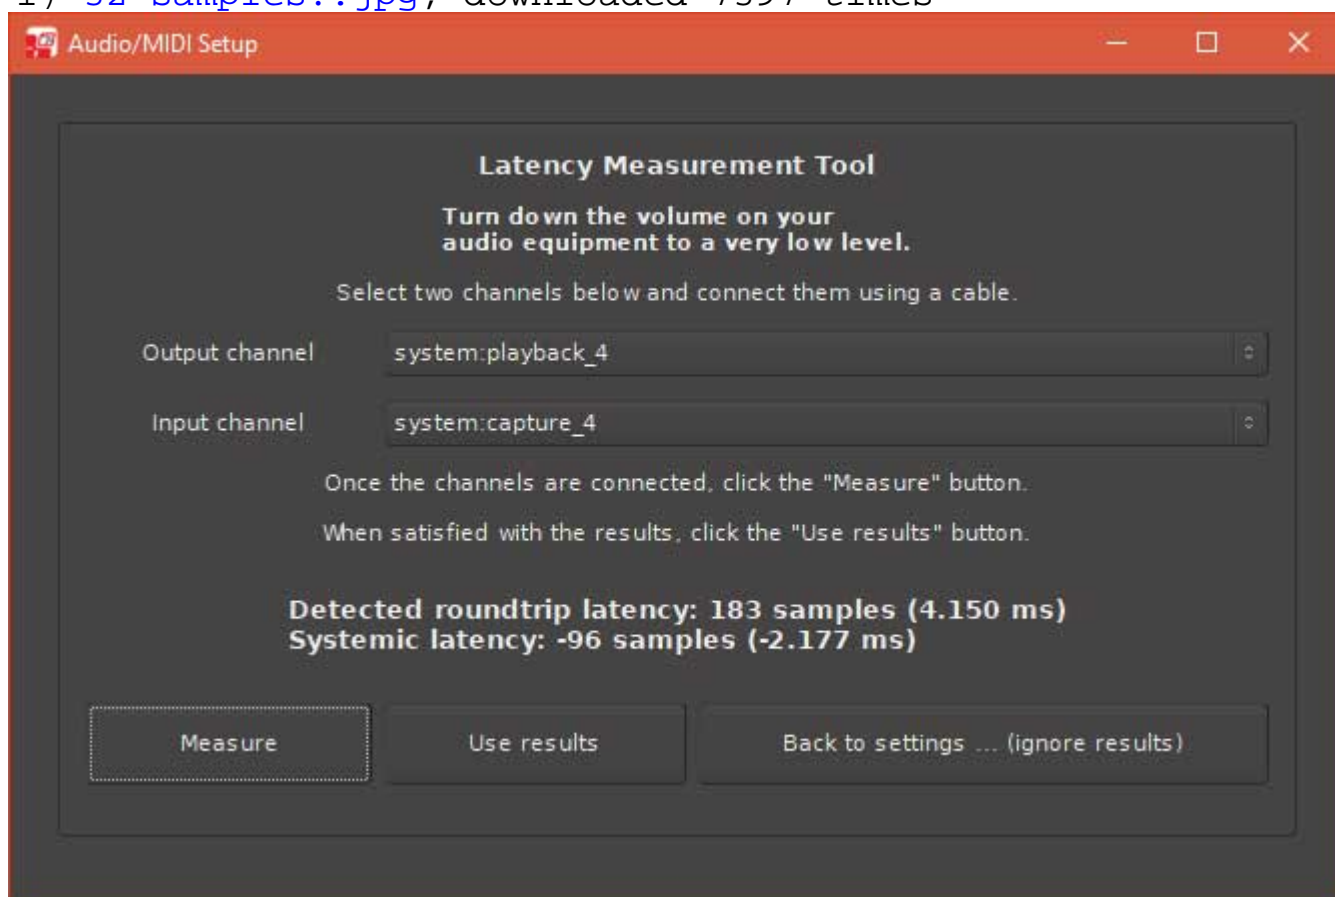 Audio/MIDI Setup
Latency Measurement Tool
Turn down the volume on your
audio equipment to a very low level.
Select two channels below and connect them using a cable.
Output channel system:playback_4
Input channel system:capture_4
Once the channels are connected, click the "Measure" button.
When satisfied with the results, click the "Use results" button.
Detected roundtrip latency: 183 samples (4.150 ms)
Systemic latency: -96 samples (-2.177 ms)
Measure Use results Back to settings ... (ignore results)